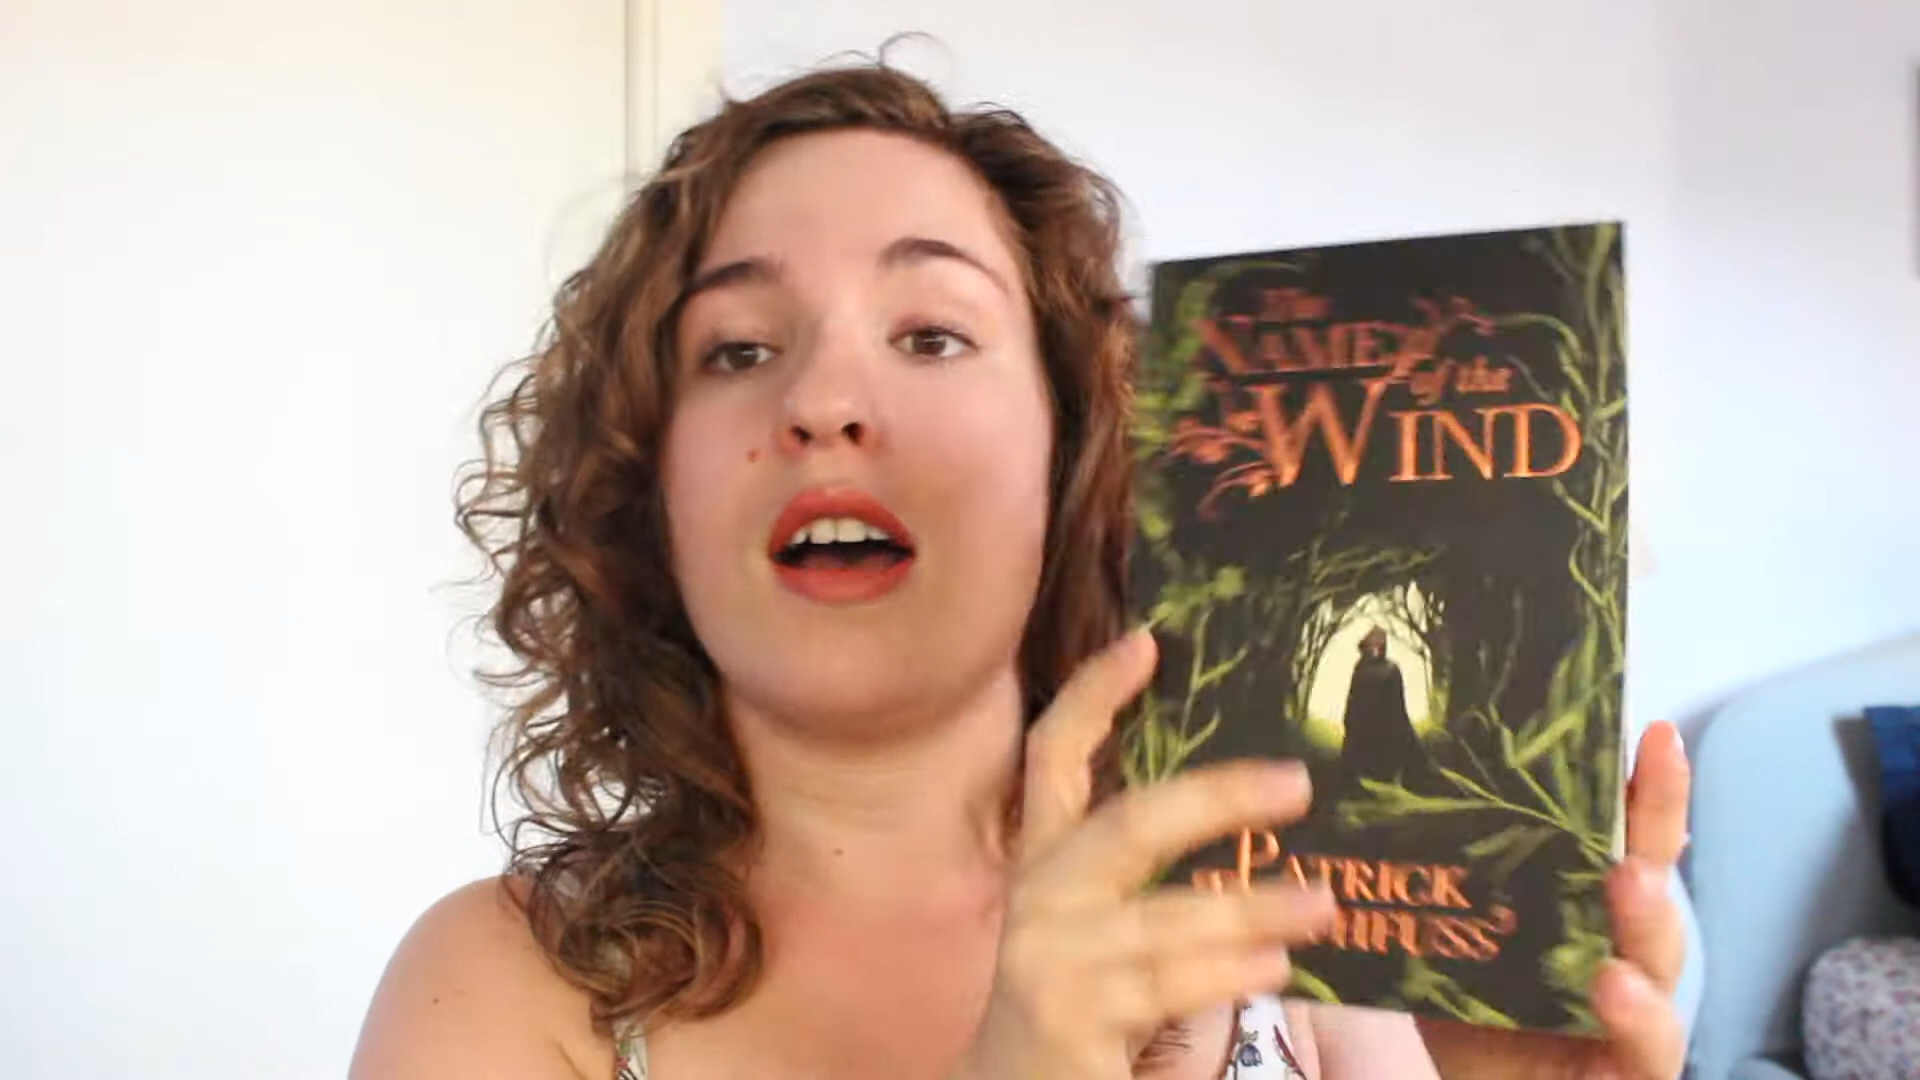 The
NAME
of the
WIND
PATRICK